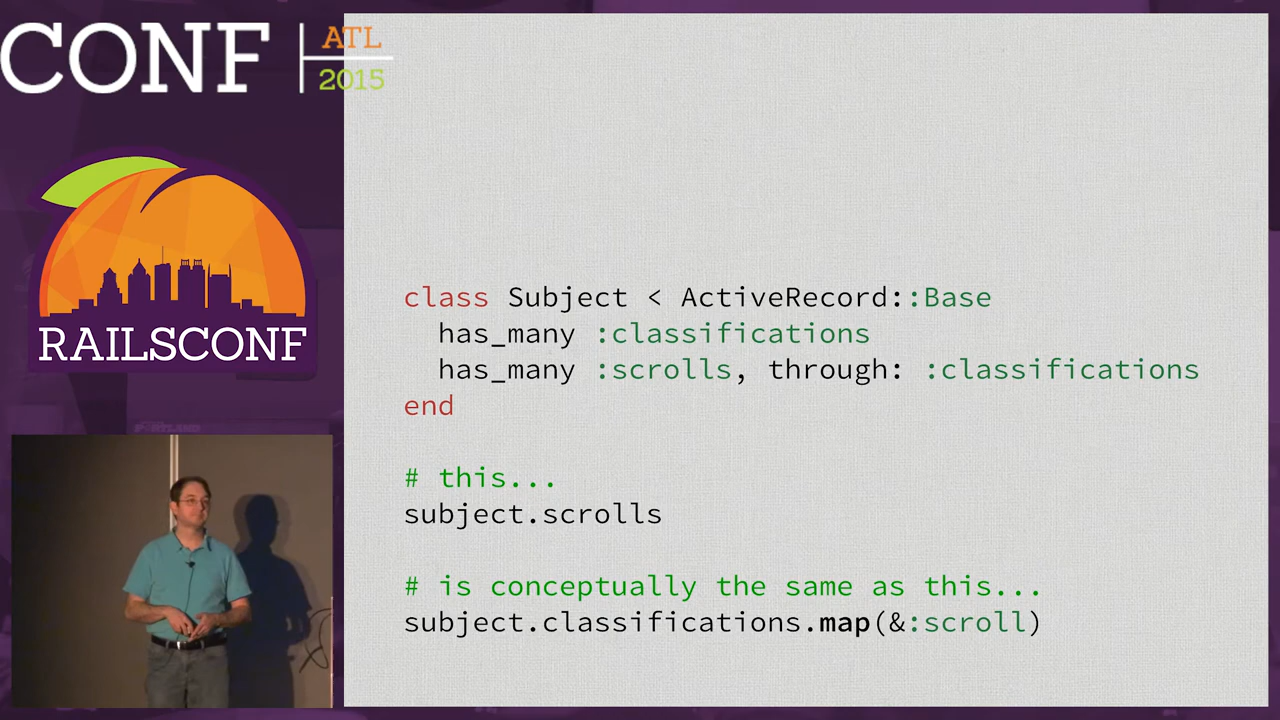 CONF
ATL
2015
RAILSCONF
class Subject < ActiveRecord::Base
  has_many :classifications
  has_many :scrolls, through: :classifications
end
# this...
subject.scrolls
# is conceptually the same as this...
subject.classifications.map(&:scroll)